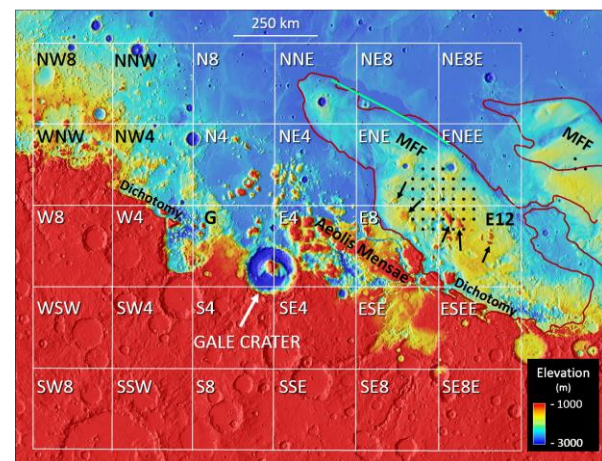 250 km
NW8 NNW N8 NNE NE8 NE8E
WNW NW4 N4 NE4 ENE ENEE
MFF MFF
Dichotomy
W8 W4 G E4 E8 E12
Aeolis Mensae
WSW SW4 S4 SE4 ESE ESEE
Dichotomy
GALE CRATER
SW8 SSW S8 SSE SE8 SE8E
Elevation
(m)
- 1000
- 3000